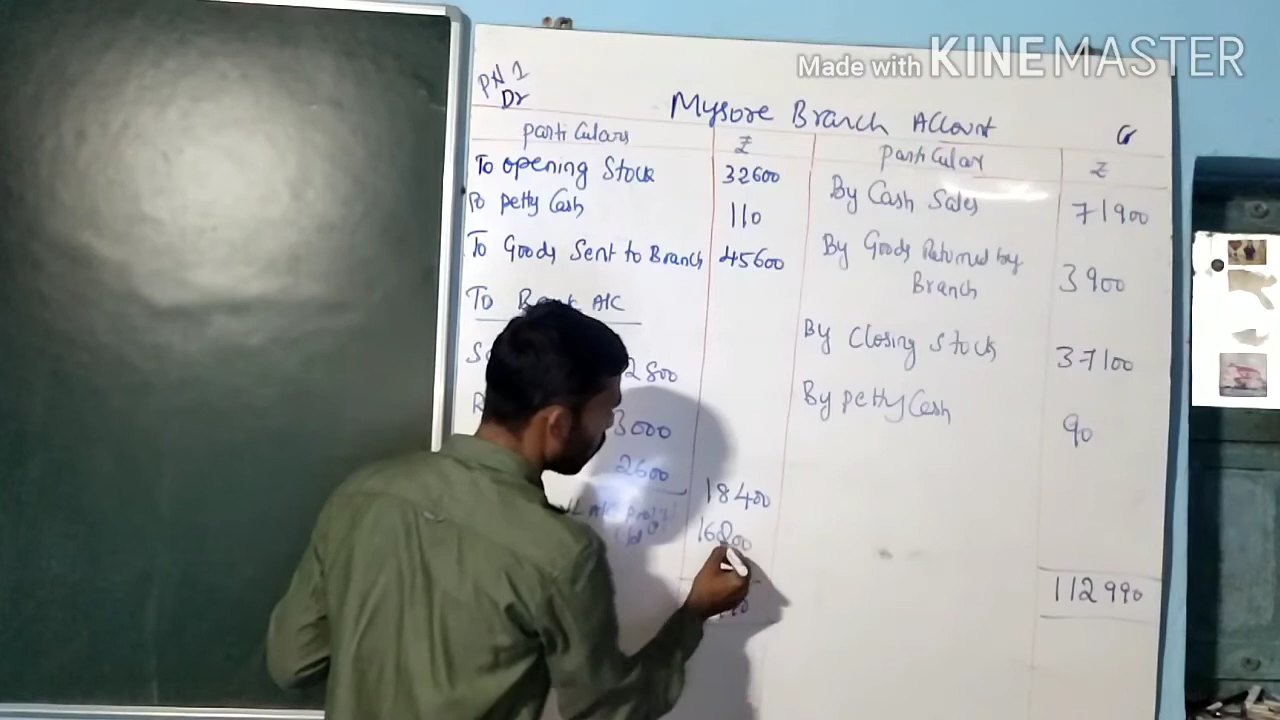 Made with KINEMASTER
PN 1
Dr
Mysore Branch Account
Cr
Particulars ₹ Particular ₹
To opening Stock 32600
By Cash Sales 71900
To petty Cash 110
To Goods Sent to Branch 45600
By Goods Returned by
Branch 3900
To A/C
By Closing Stock 37100
2800
By petty Cash 90
3000
2600
18400
112990